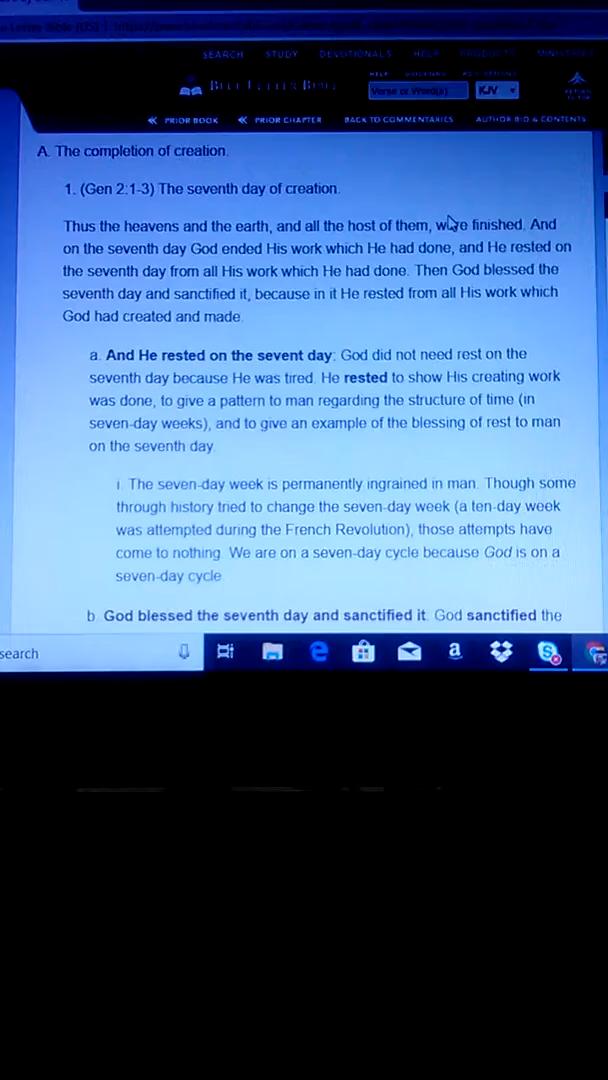 SEARCH STUDY DEVOTIONALS HELP PRODUCTS MINISTRIES
BLUE LETTER BIBLE
Verse or Word(s) KJV
PRIOR BOOK PRIOR CHAPTER BACK TO COMMENTARIES AUTHOR BIO & CONTENTS
A. The completion of creation.
1. (Gen 2:1-3) The seventh day of creation.
Thus the heavens and the earth, and all the host of them, were finished. And
on the seventh day God ended His work which He had done, and He rested on
the seventh day from all His work which He had done. Then God blessed the
seventh day and sanctified it, because in it He rested from all His work which
God had created and made.
a. And He rested on the sevent day: God did not need rest on the
seventh day because He was tired. He rested to show His creating work
was done, to give a pattern to man regarding the structure of time (in
seven-day weeks), and to give an example of the blessing of rest to man
on the seventh day.
i. The seven-day week is permanently ingrained in man. Though some
through history tried to change the seven-day week (a ten-day week
was attempted during the French Revolution), those attempts have
come to nothing. We are on a seven-day cycle because God is on a
seven-day cycle.
b. God blessed the seventh day and sanctified it: God sanctified the
search